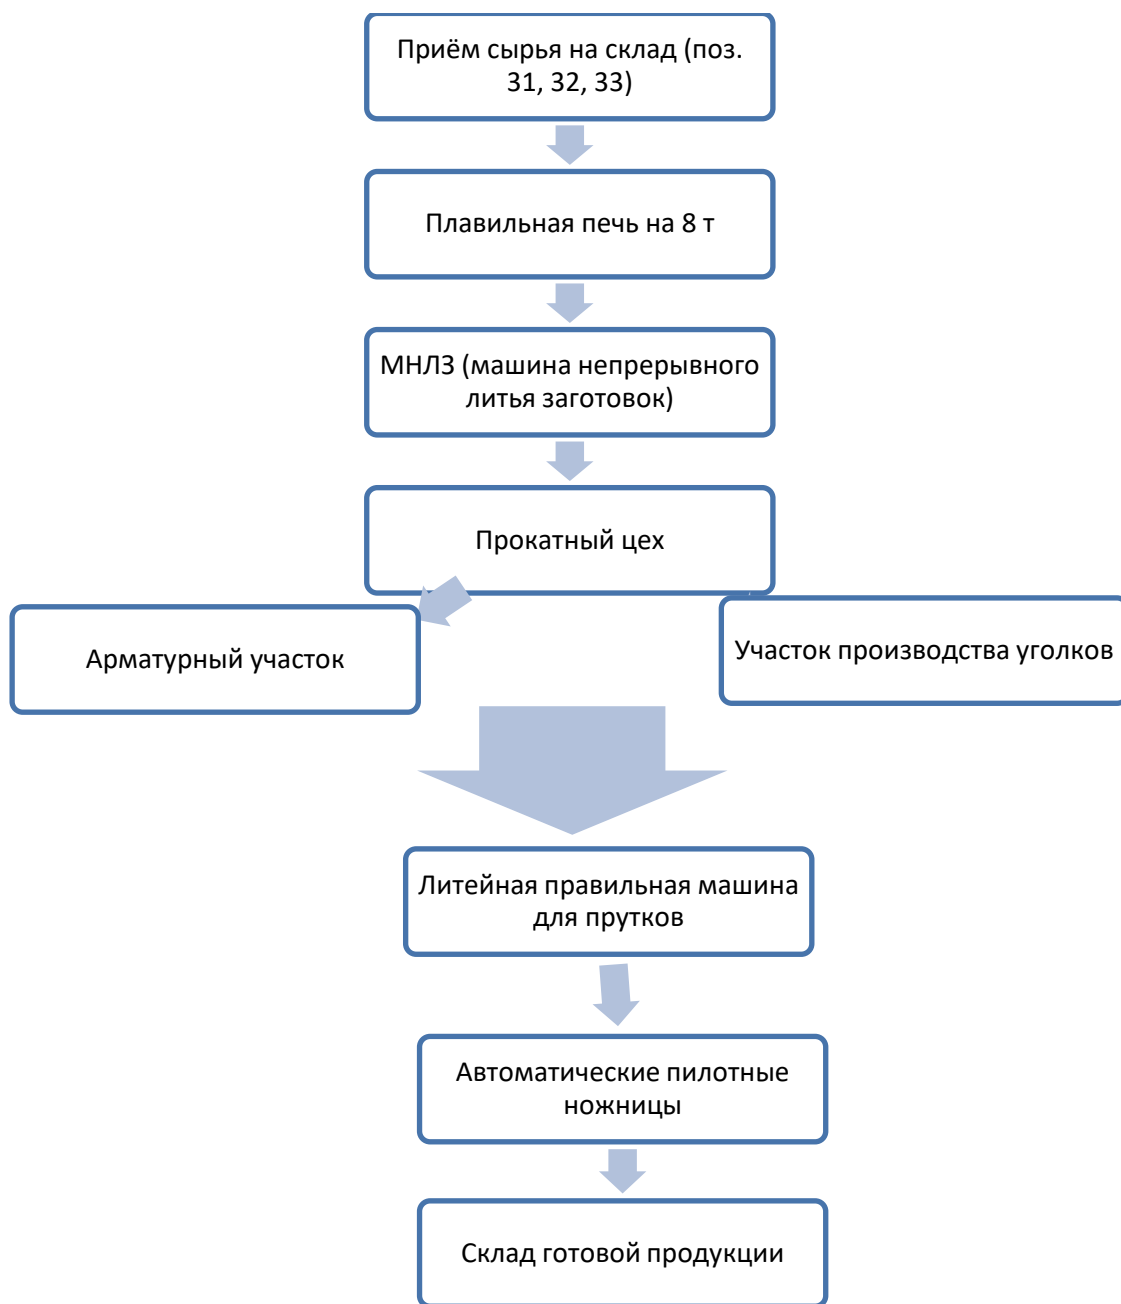 Приём сырья на склад (поз.
31, 32, 33)
Плавильная печь на 8 т
МНЛЗ (машина непрерывного
литья заготовок)
Прокатный цех
Арматурный участок
Участок производства уголков
Литейная правильная машина
для прутков
Автоматические пилотные
ножницы
Склад готовой продукции